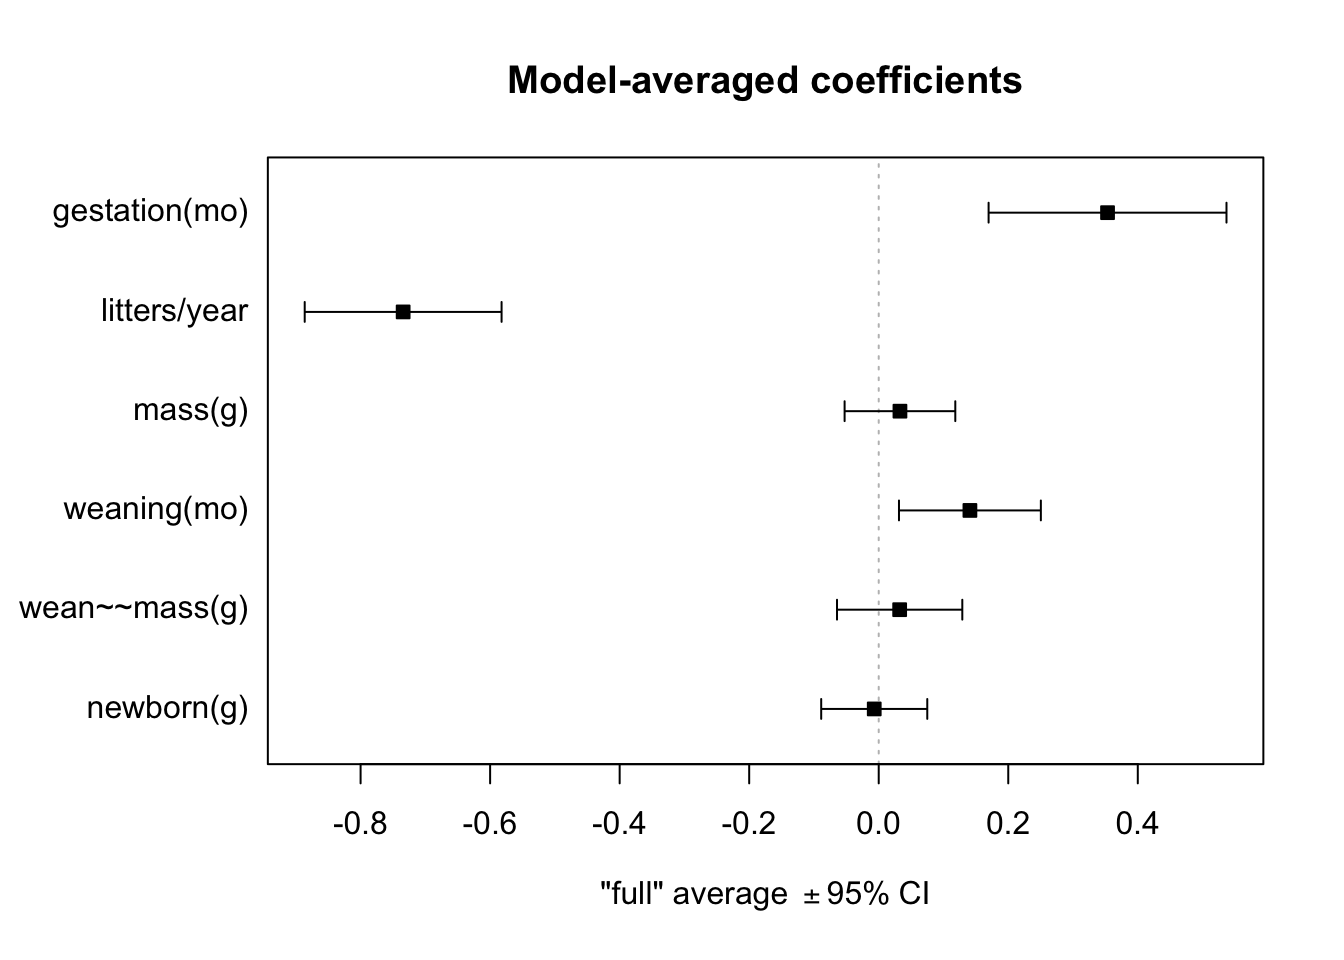 Model-averaged coefficients
gestation(mo)
litters/year
mass(g)
weaning(mo)
wean~~mass(g)
newborn(g)
-0.8 -0.6 -0.4 -0.2 0.0 0.2 0.4
"full" average ± 95% CI